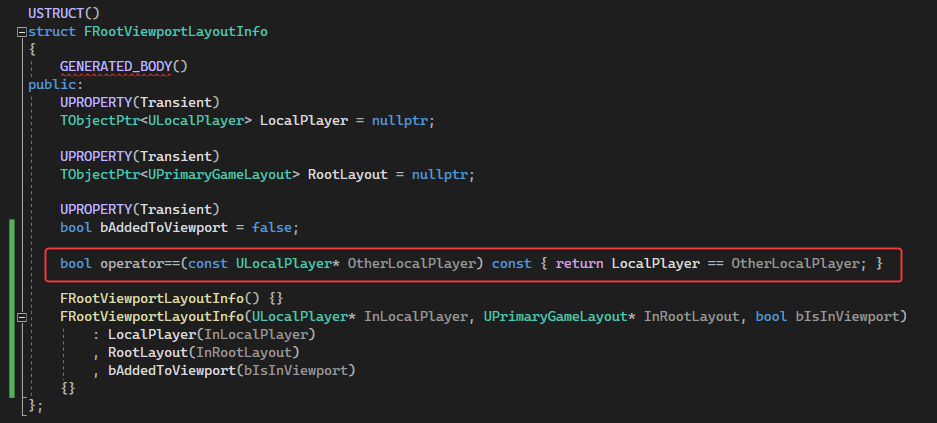 USTRUCT()
struct FRootViewportLayoutInfo
{
GENERATED_BODY()
public:
UPROPERTY(Transient)
TObjectPtr<ULocalPlayer> LocalPlayer = nullptr;
UPROPERTY(Transient)
TObjectPtr<UPrimaryGameLayout> RootLayout = nullptr;
UPROPERTY(Transient)
bool bAddedToViewport = false;
bool operator==(const ULocalPlayer* OtherLocalPlayer) const { return LocalPlayer == OtherLocalPlayer; }
FRootViewportLayoutInfo() {}
FRootViewportLayoutInfo(ULocalPlayer* InLocalPlayer, UPrimaryGameLayout* InRootLayout, bool bIsInViewport)
: LocalPlayer(InLocalPlayer)
, RootLayout(InRootLayout)
, bAddedToViewport(bIsInViewport)
{}
};